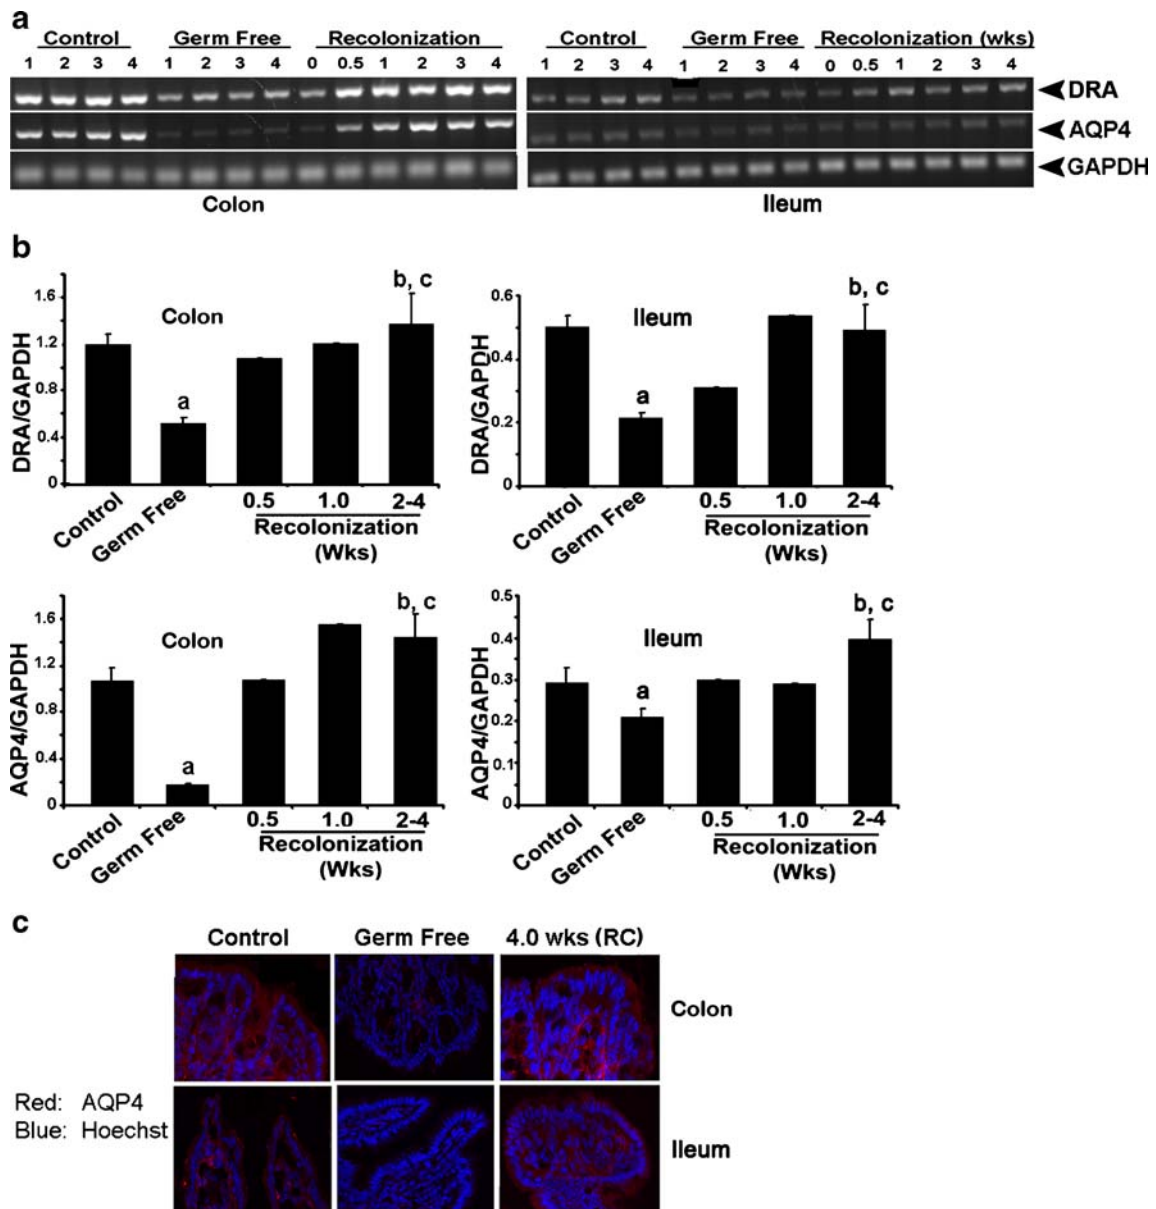 a
Control Germ Free Recolonization
1 2 3 4 1 2 3 4 0 0.5 1 2 3 4
Control Germ Free Recolonization (wks)
1 2 3 4 1 2 3 4 0 0.5 1 2 3 4
DRA
AQP4
GAPDH
Colon
Ileum
b
DRA/GAPDH
1.6
1.2
0.8
0.4
0
Colon
a
b, c
Control
Germ Free
0.5 1.0 2-4
Recolonization
(Wks)
DRA/GAPDH
0.6
0.4
0.2
0
Ileum
a
b, c
Control
Germ Free
0.5 1.0 2-4
Recolonization
(Wks)
AQP4/GAPDH
1.6
1.2
0.8
0.4
0
Colon
a
b, c
Control
Germ Free
0.5 1.0 2-4
Recolonization
(Wks)
AQP4/GAPDH
0.5
0.4
0.3
0.2
0.1
0
Ileum
a
b, c
Control
Germ Free
0.5 1.0 2-4
Recolonization
(Wks)
c
Control Germ Free 4.0 wks (RC)
Colon
Red: AQP4
Blue: Hoechst
Ileum